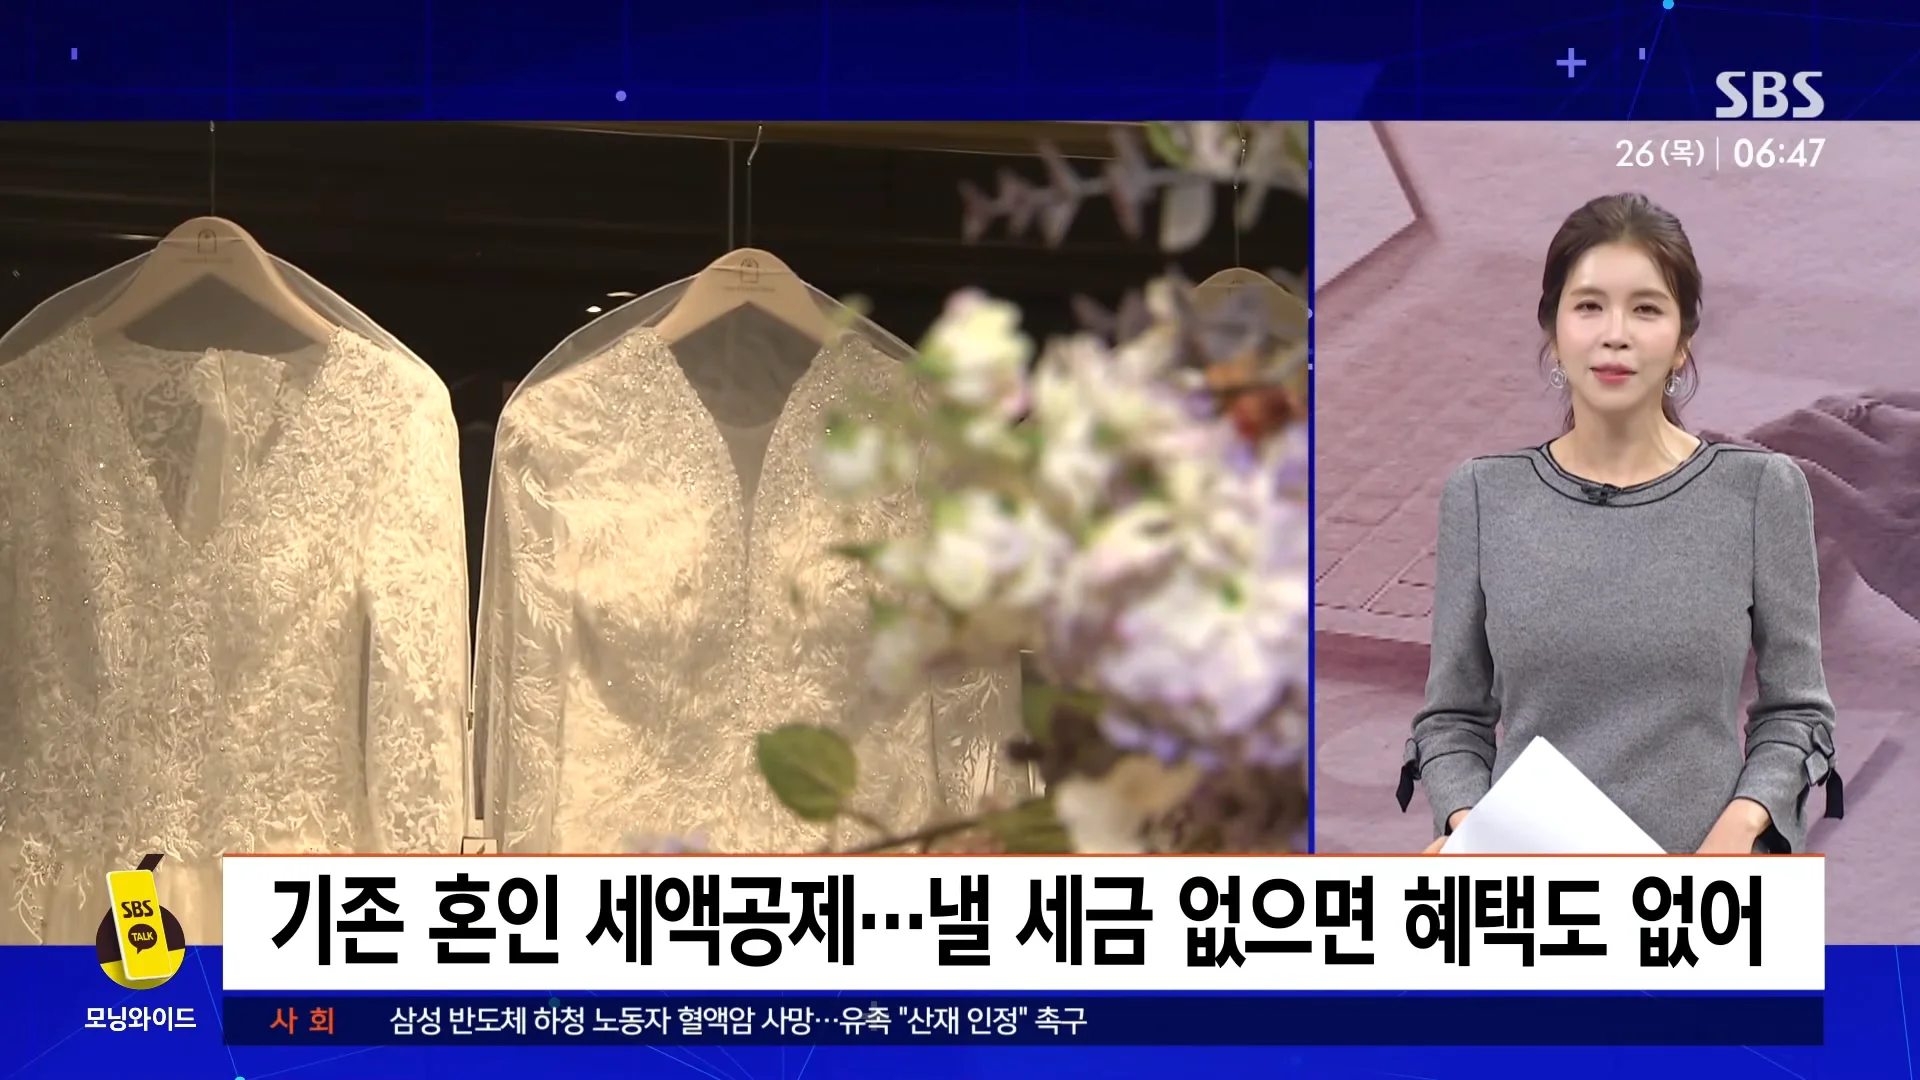 SBS
26(목) | 06:47
기존 혼인 세액공제…낼 세금 없으면 혜택도 없어
SBS
TALK
모닝와이드
사회 삼성 반도체 하청 노동자 혈액암 사망…유족 "산재 인정" 촉구